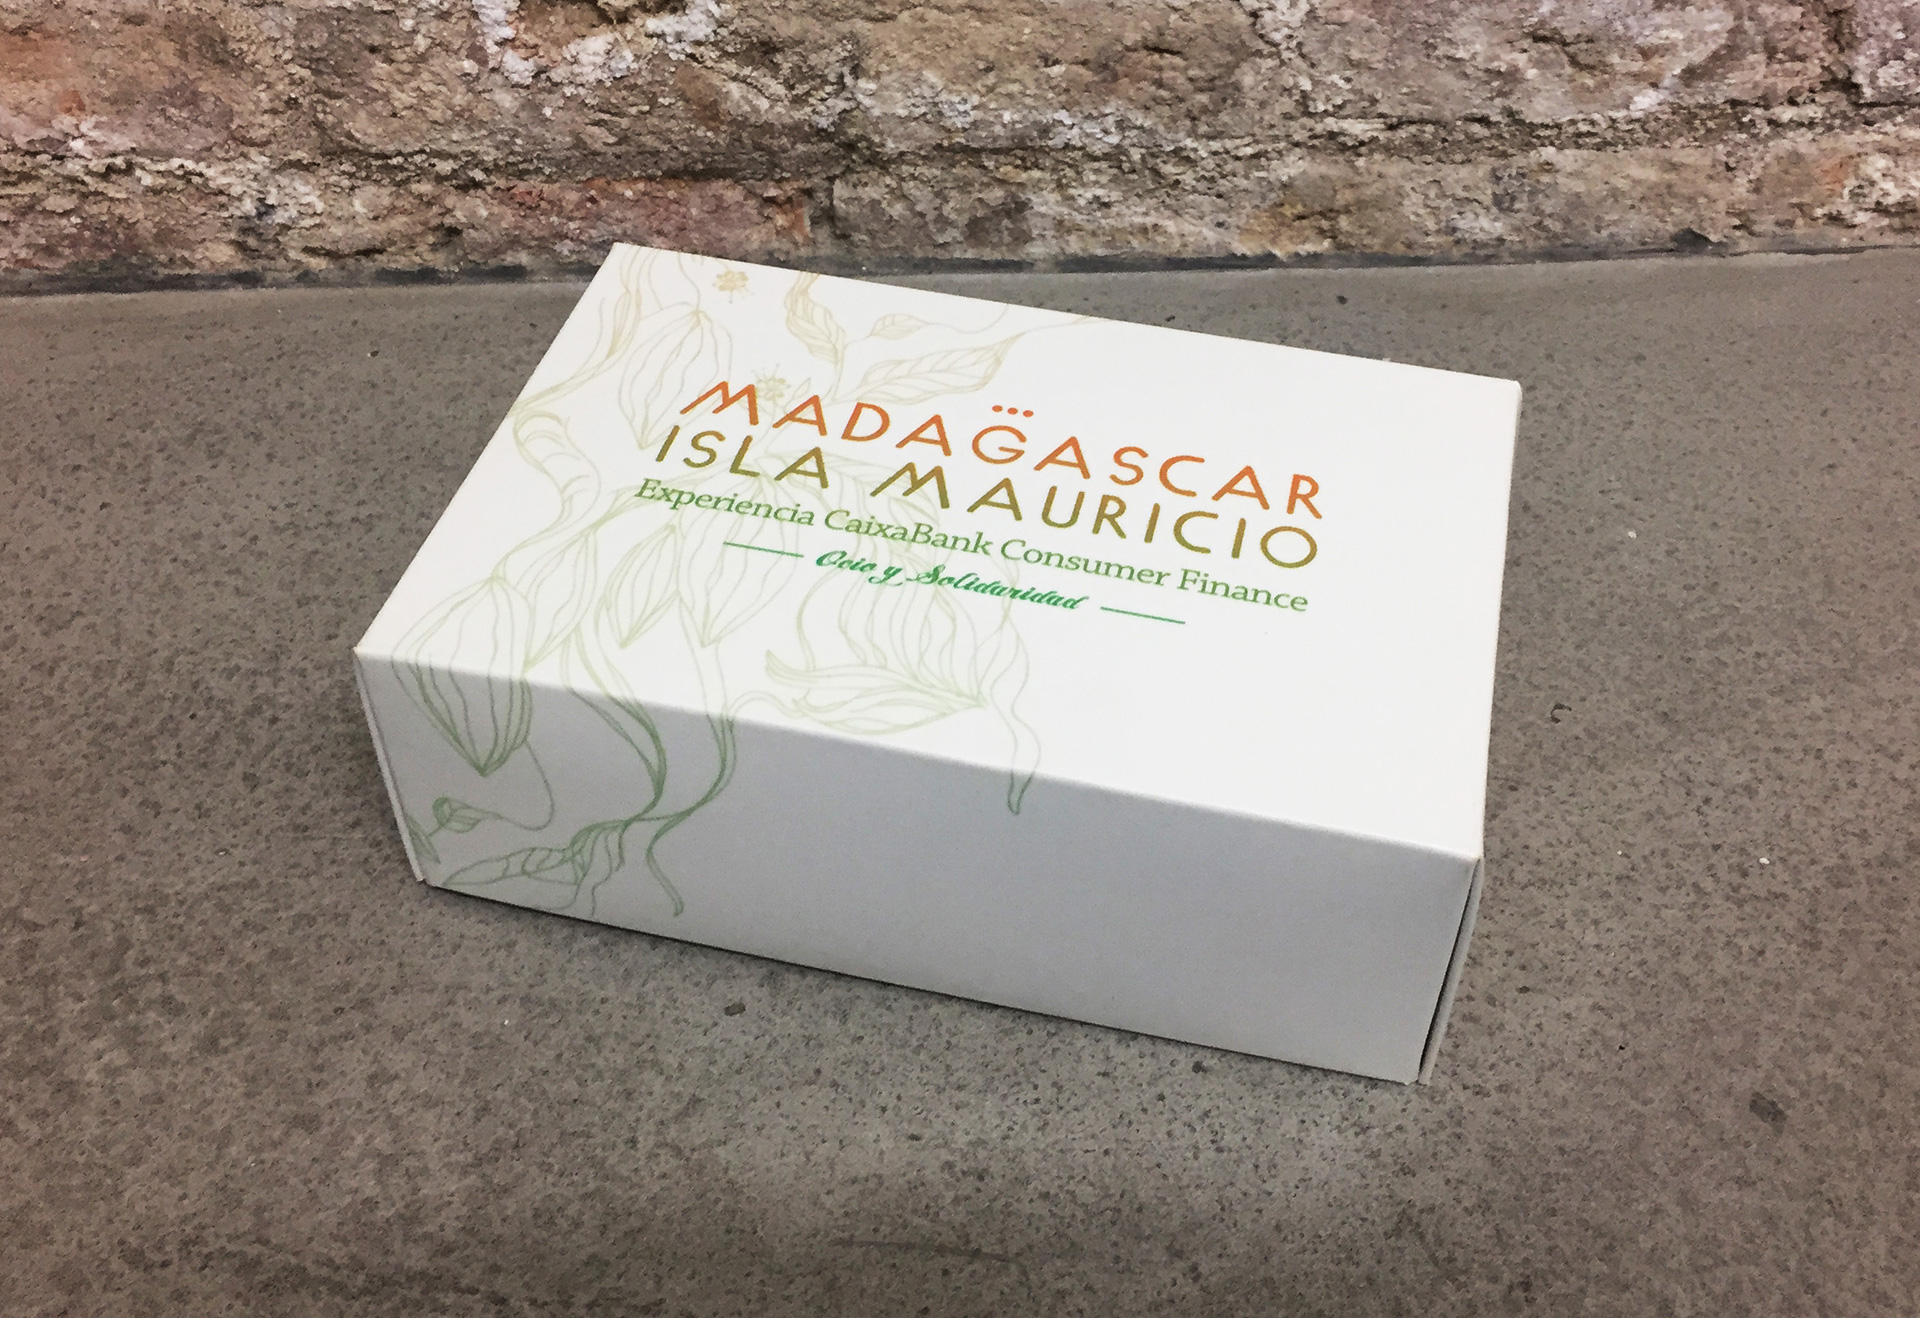 MADAGASCAR
ISLA MAURICIO
Experiencia CaixaBank Consumer Finance
Ocio y Solidaridad